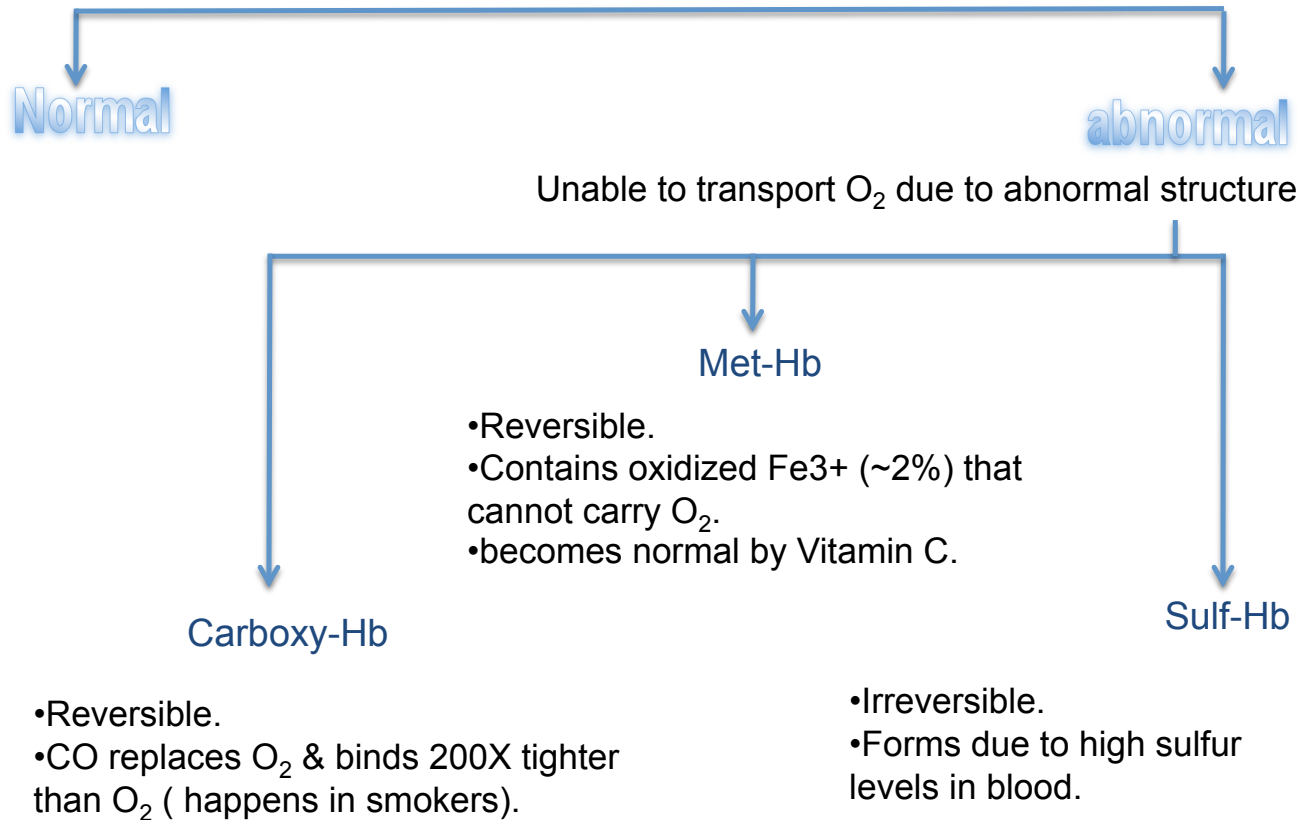 Normal
abnormal
Unable to transport O₂ due to abnormal structure
Met-Hb
•Reversible.
•Contains oxidized Fe3+ (~2%) that
cannot carry O₂.
•becomes normal by Vitamin C.
Carboxy-Hb
•Reversible.
•CO replaces O₂ & binds 200X tighter
than O₂ ( happens in smokers).
Sulf-Hb
•Irreversible.
•Forms due to high sulfur
levels in blood.